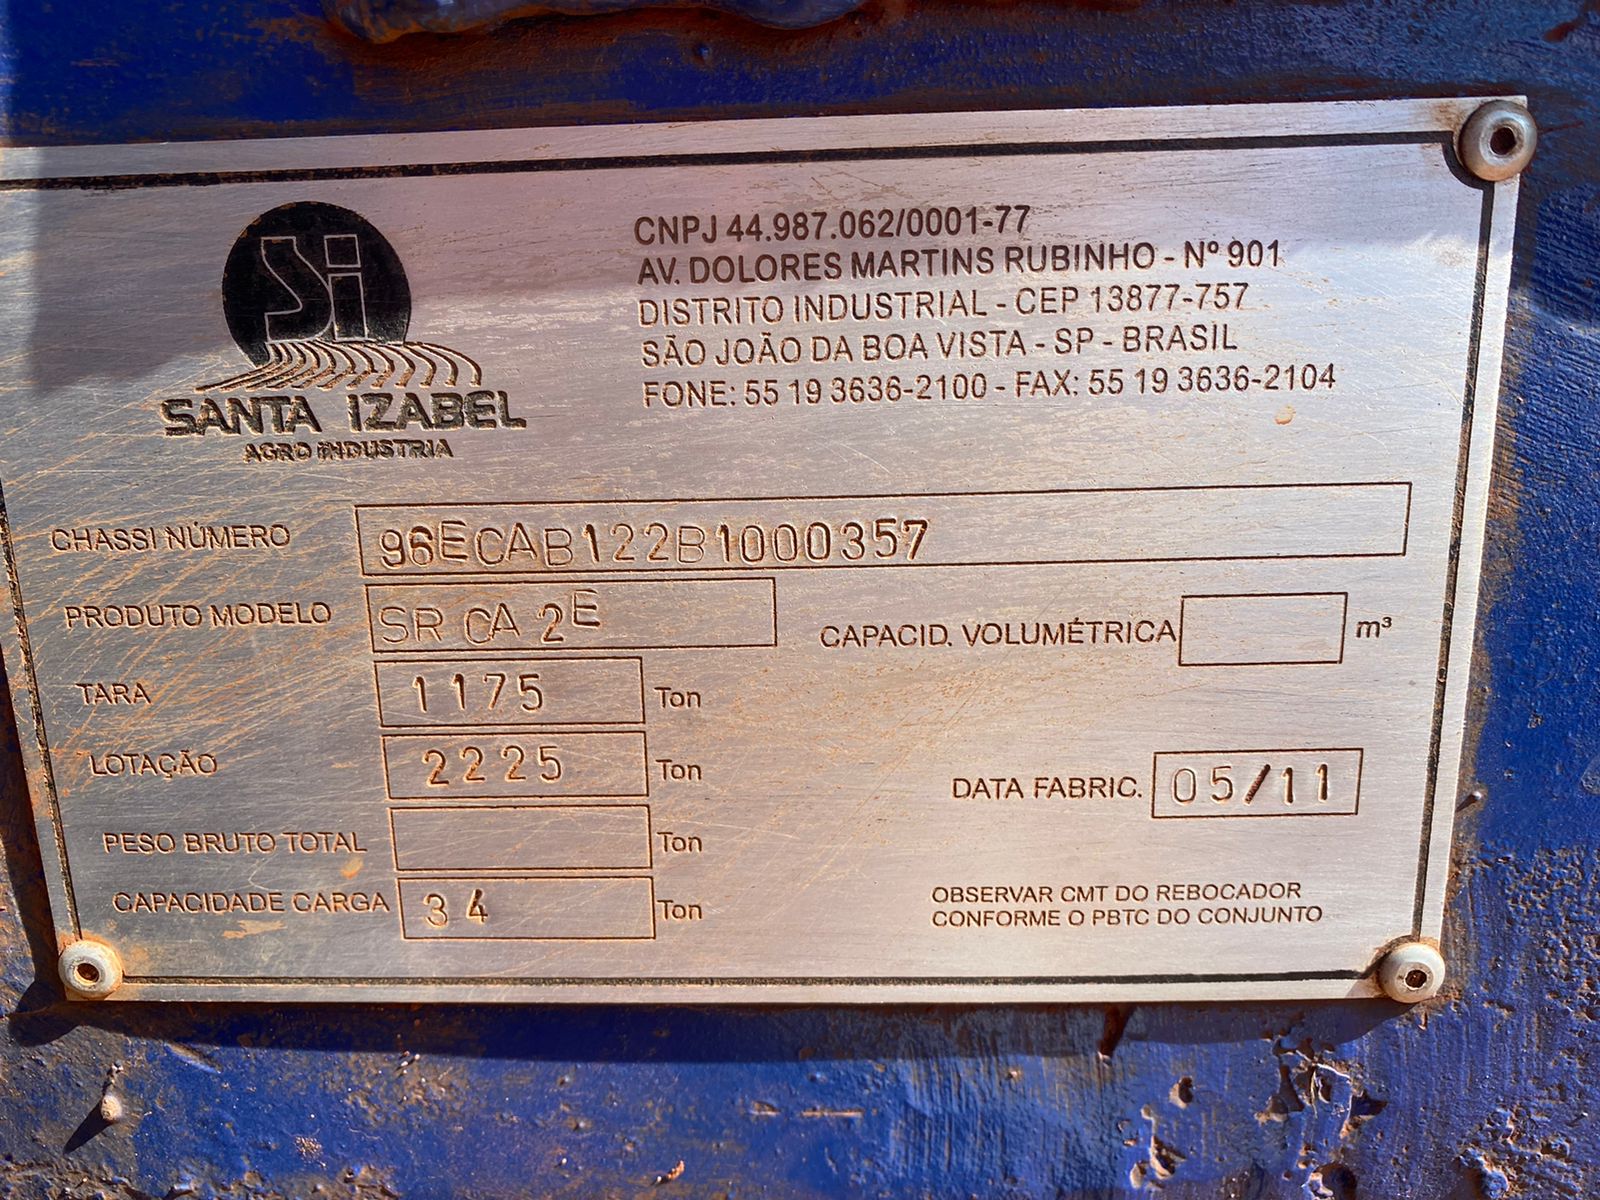 Si
SANTA IZABEL
AGRO INDUSTRIA
CNPJ 44.987.062/0001-77
AV. DOLORES MARTINS RUBINHO - Nº 901
DISTRITO INDUSTRIAL - CEP 13877-757
SÃO JOÃO DA BOA VISTA - SP - BRASIL
FONE: 55 19 3636-2100 - FAX: 55 19 3636-2104
CHASSI NÚMERO 96ECAB122B1000357
PRODUTO MODELO SR CA 2E
CAPACID. VOLUMÉTRICA m³
TARA 1175 Ton
LOTAÇÃO 2225 Ton
DATA FABRIC. 05/11
PESO BRUTO TOTAL Ton
CAPACIDADE CARGA 34 Ton
OBSERVAR CMT DO REBOCADOR
CONFORME O PBTC DO CONJUNTO